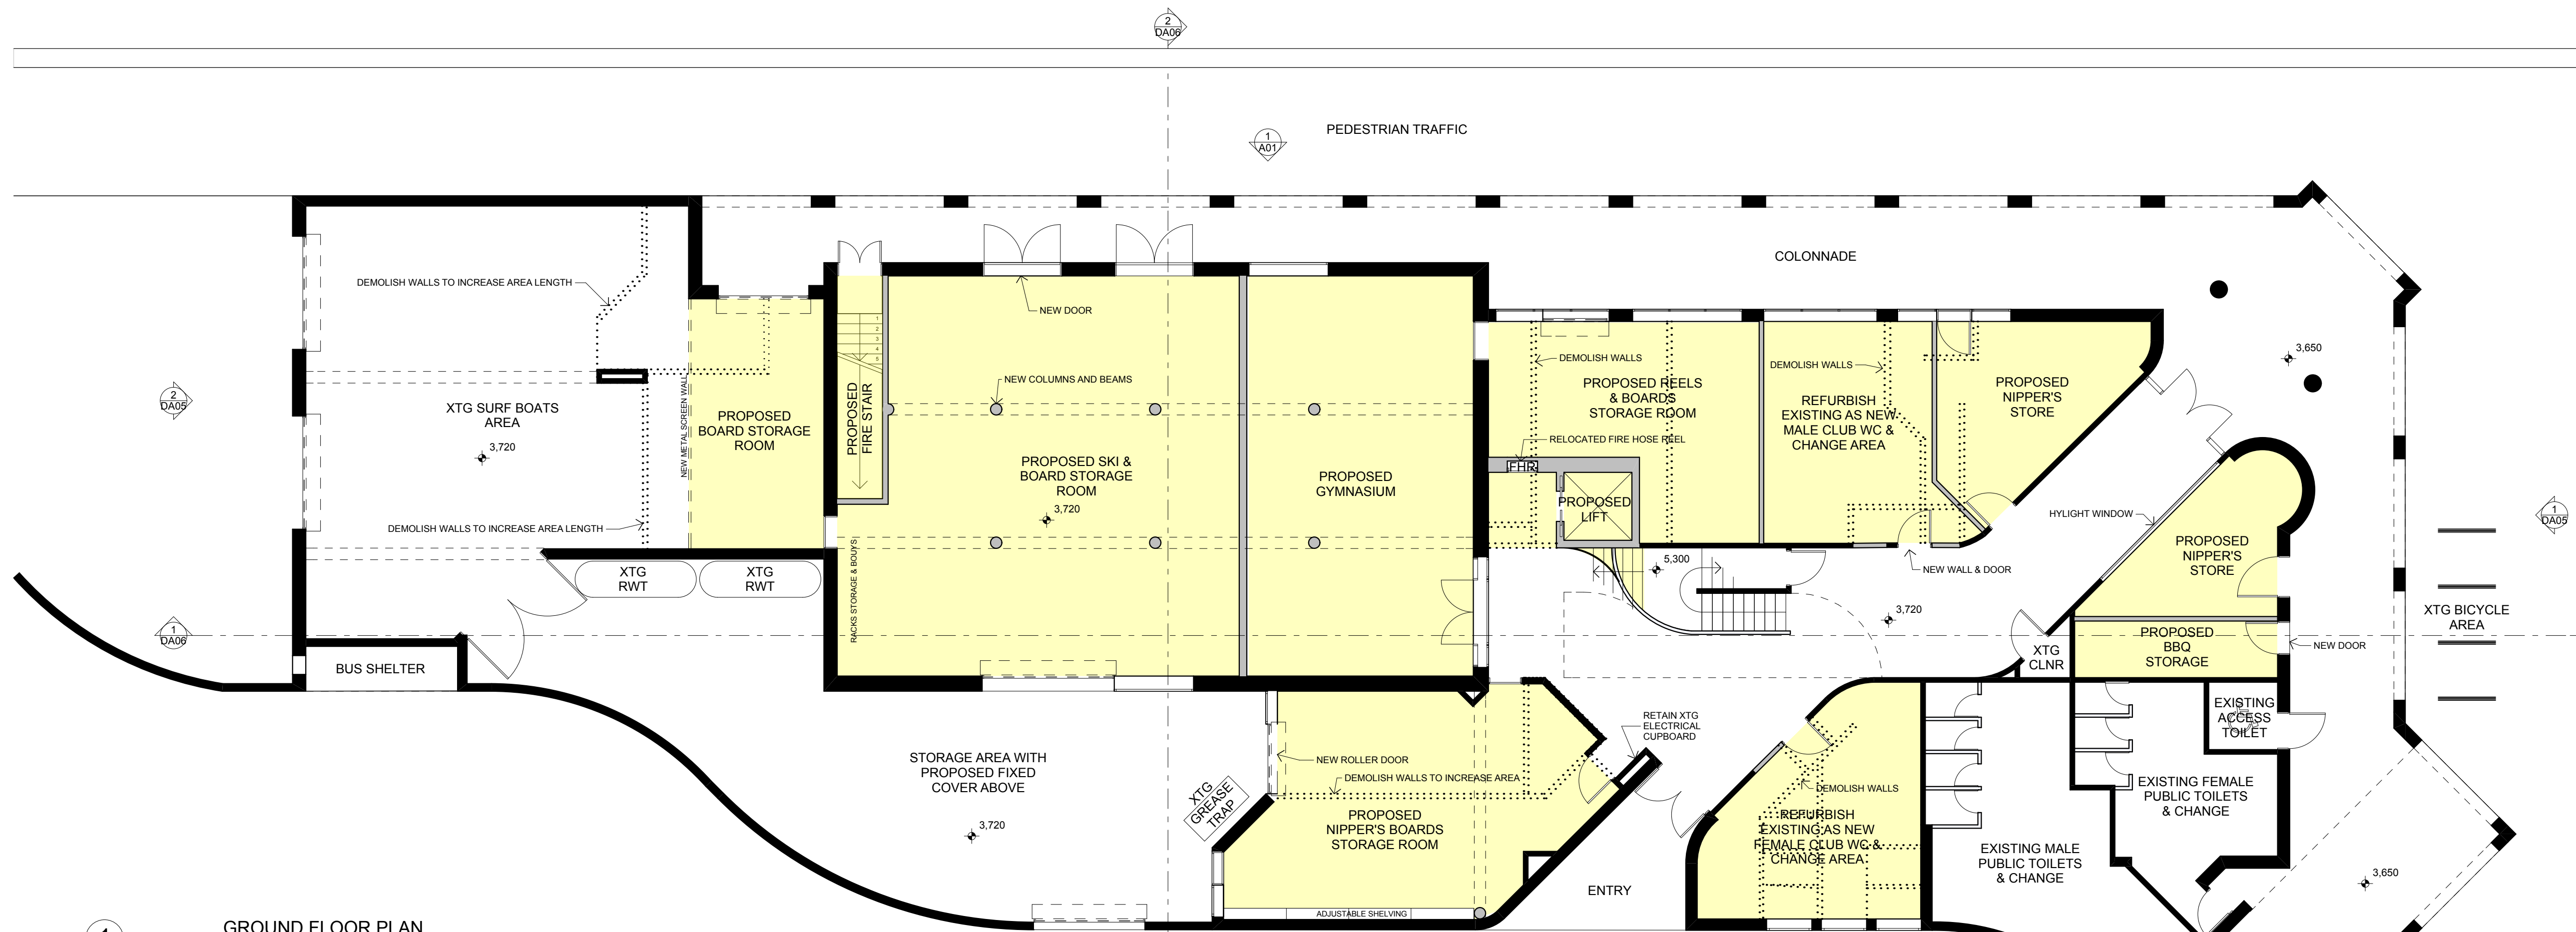 2
DA06
PEDESTRIAN TRAFFIC
1
A01
COLONNADE
DEMOLISH WALLS TO INCREASE AREA LENGTH
NEW DOOR
1
2
3
4
5
3,650
DEMOLISH WALLS
DEMOLISH WALLS
2
DA05
XTG SURF BOATS
AREA
3,720
NEW METAL SCREEN WALL
PROPOSED
BOARD STORAGE
ROOM
PROPOSED
FIRE STAIR
NEW COLUMNS AND BEAMS
PROPOSED REELS
& BOARDS
STORAGE ROOM
REFURBISH
EXISTING AS NEW
MALE CLUB WC &
CHANGE AREA
PROPOSED
NIPPER'S
STORE
RELOCATED FIRE HOSE REEL
FHR
PROPOSED SKI &
BOARD STORAGE
ROOM
3,720
PROPOSED
GYMNASIUM
PROPOSED
LIFT
HYLIGHT WINDOW
1
DA05
DEMOLISH WALLS TO INCREASE AREA LENGTH
PROPOSED
NIPPER'S
STORE
XTG
RWT
XTG
RWT
RACKS STORAGE & BOUYS
5,300
NEW WALL & DOOR
3,720
XTG BICYCLE
AREA
1
DA06
BUS SHELTER
XTG
CLNR
PROPOSED
BBQ
STORAGE
NEW DOOR
RETAIN XTG
ELECTRICAL
CUPBOARD
EXISTING
ACCESS
TOILET
STORAGE AREA WITH
PROPOSED FIXED
COVER ABOVE
3,720
XTG
GREASE
TRAP
NEW ROLLER DOOR
DEMOLISH WALLS TO INCREASE AREA
DEMOLISH WALLS
PROPOSED
NIPPER'S BOARDS
STORAGE ROOM
REFURBISH
EXISTING AS NEW
FEMALE CLUB WC &
CHANGE AREA
EXISTING FEMALE
PUBLIC TOILETS
& CHANGE
EXISTING MALE
PUBLIC TOILETS
& CHANGE
3,650
ENTRY
ADJUSTABLE SHELVING
1
GROUND FLOOR PLAN